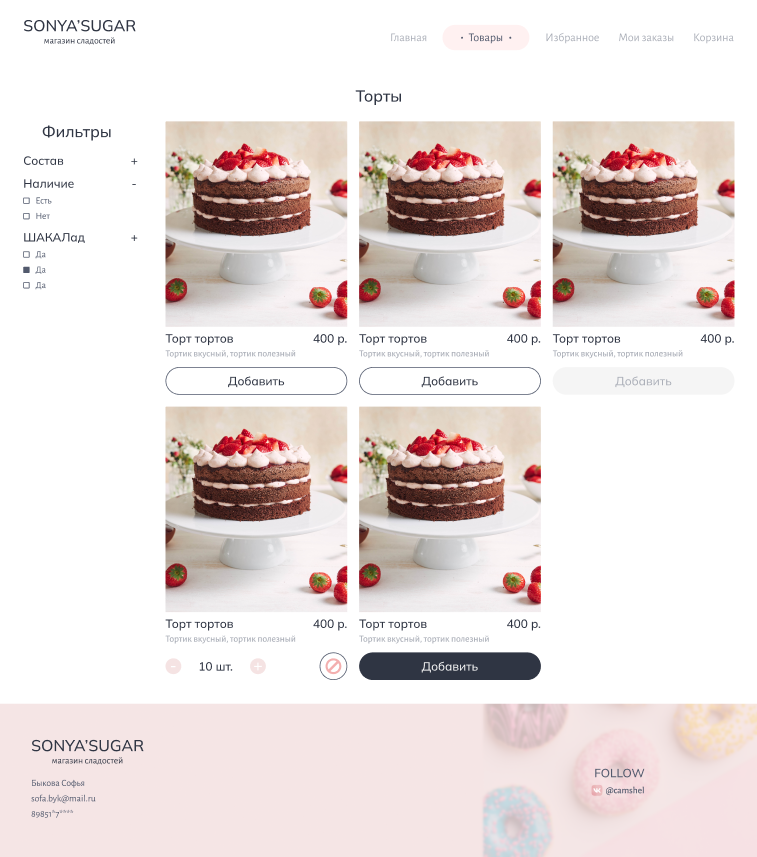 SONYA'SUGAR
магазин сладостей
Главная
• Товары •
Избранное
Мои заказы
Корзина
Торты
Фильтры
Состав +
Наличие -
Есть
Нет
ШАКАЛад +
Да
Да
Да
Торт тортов 400 р.
Тортик вкусный, тортик полезный
Добавить
Торт тортов 400 р.
Тортик вкусный, тортик полезный
Добавить
Торт тортов 400 р.
Тортик вкусный, тортик полезный
Добавить
Торт тортов 400 р.
Тортик вкусный, тортик полезный
- 10 шт. +
Торт тортов 400 р.
Тортик вкусный, тортик полезный
Добавить
SONYA'SUGAR
магазин сладостей
Быкова Софья
sofa.byk@mail.ru
89851*7****
FOLLOW
@camshel